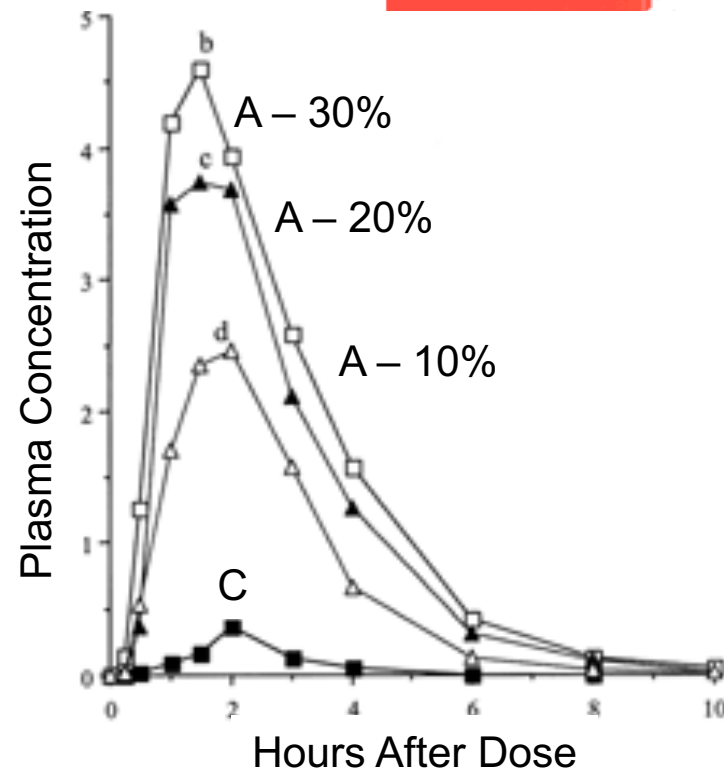 5
b
A – 30%
4
c
A – 20%
3
d
A – 10%
2
1
C
0
0 2 4 6 8 10
Plasma Concentration
Hours After Dose